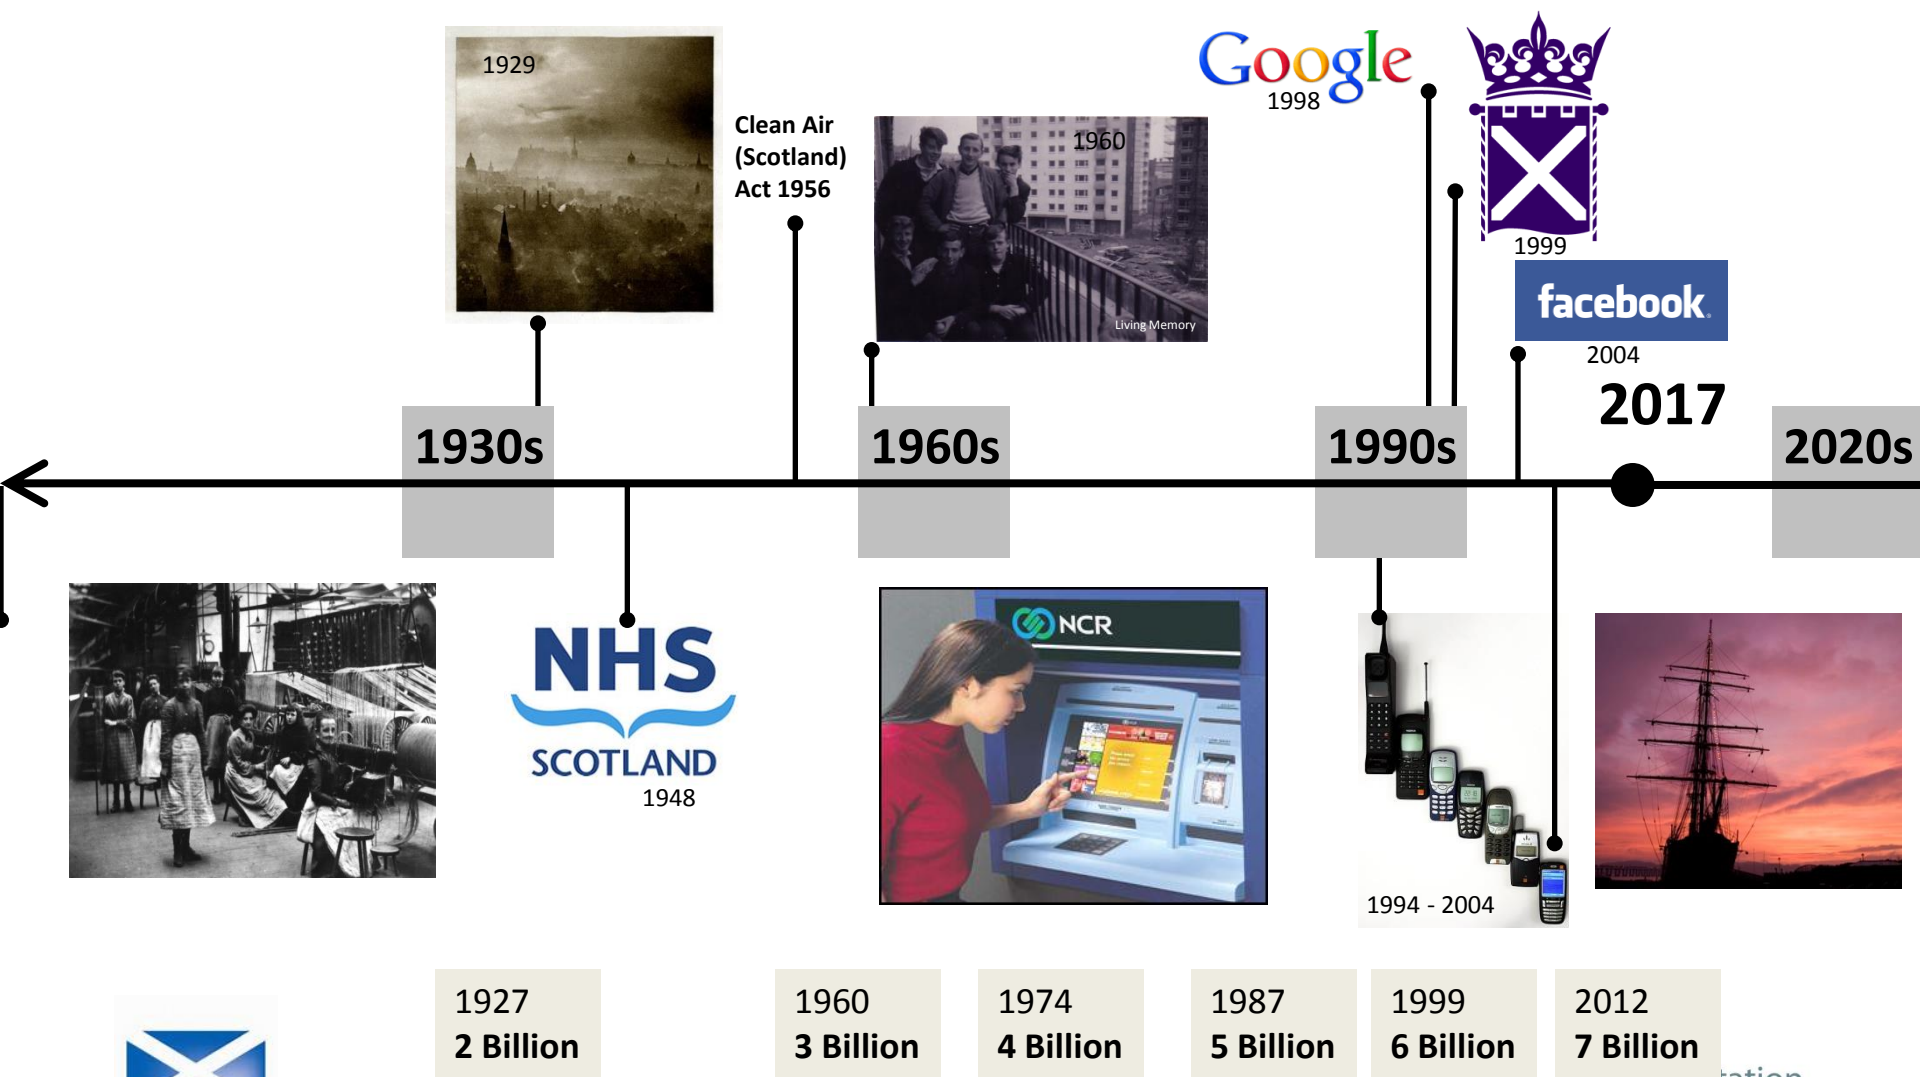 1929
Clean Air
(Scotland)
Act 1956
1960
Living Memory
Google
1998
1999
facebook
2004
2017
1930s
1960s
1990s
2020s
NHS
SCOTLAND
1948
NCR
1994 - 2004
1927
2 Billion
1960
3 Billion
1974
4 Billion
1987
5 Billion
1999
6 Billion
2012
7 Billion